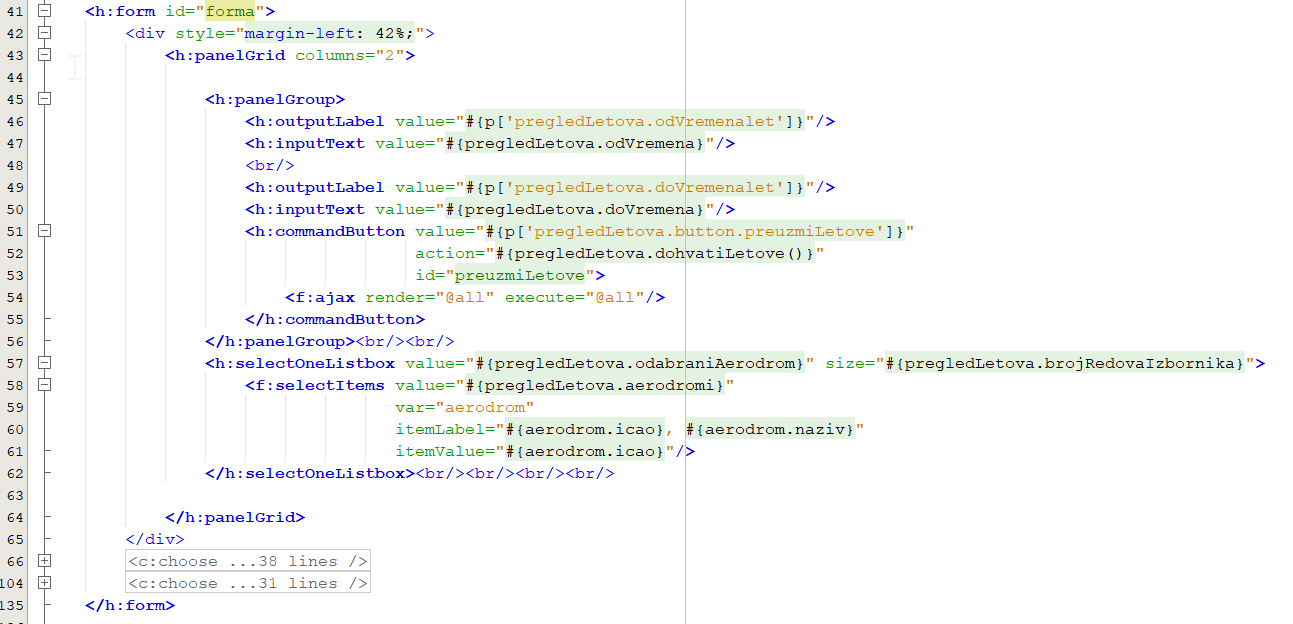 41 <h:form id="forma">
42 <div style="margin-left: 42%;">
43 <h:panelGrid columns="2">
44
45 <h:panelGroup>
46 <h:outputLabel value="#{p['pregledLetova.odVremenalet']}"/>
47 <h:inputText value="#{pregledLetova.odVremena}"/>
48 <br/>
49 <h:outputLabel value="#{p['pregledLetova.doVremenalet']}"/>
50 <h:inputText value="#{pregledLetova.doVremena}"/>
51 <h:commandButton value="#{p['pregledLetova.button.preuzmiLetove']}"
52 action="#{pregledLetova.dohvatiLetove()}"
53 id="preuzmiLetove">
54 <f:ajax render="@all" execute="@all"/>
55 </h:commandButton>
56 </h:panelGroup><br/><br/>
57 <h:selectOneListbox value="#{pregledLetova.odabraniAerodrom}" size="#{pregledLetova.brojRedovaIzbornika}">
58 <f:selectItems value="#{pregledLetova.aerodromi}"
59 var="aerodrom"
60 itemLabel="#{aerodrom.icao}, #{aerodrom.naziv}"
61 itemValue="#{aerodrom.icao}"/>
62 </h:selectOneListbox><br/><br/><br/><br/>
63
64 </h:panelGrid>
65 </div>
66 <c:choose ...38 lines />
104 <c:choose ...31 lines />
135 </h:form>